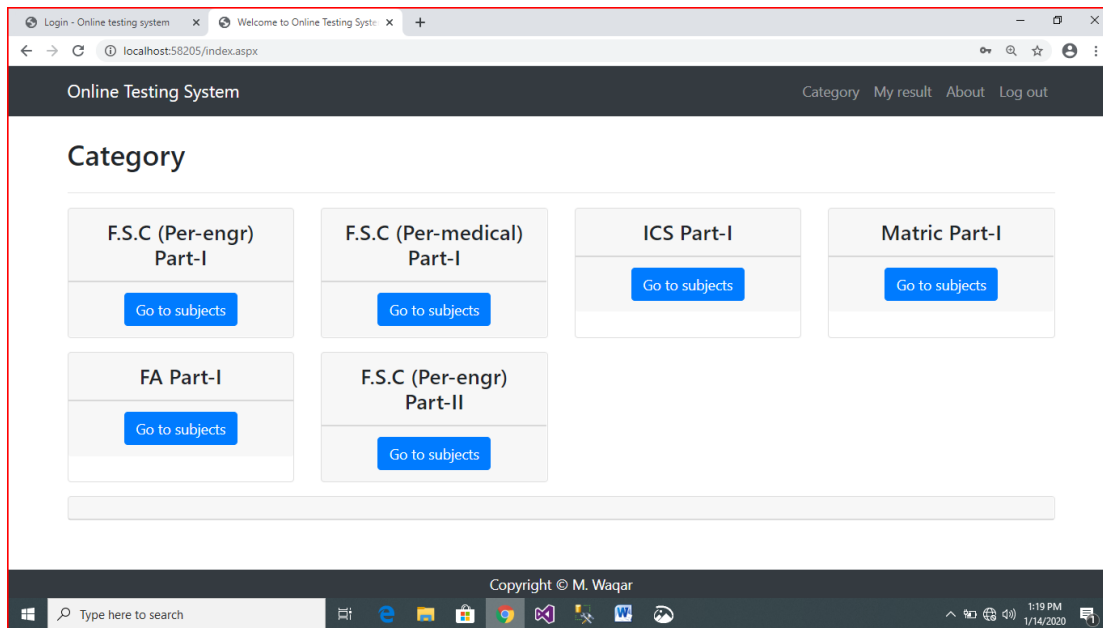 Login - Online testing system
Welcome to Online Testing Syste
localhost:58205/index.aspx
Online Testing System
Category My result About Log out
Category
F.S.C (Per-engr)
Part-I
Go to subjects
F.S.C (Per-medical)
Part-I
Go to subjects
ICS Part-I
Go to subjects
Matric Part-I
Go to subjects
FA Part-I
Go to subjects
F.S.C (Per-engr)
Part-II
Go to subjects
Copyright © M. Waqar
Type here to search
1:19 PM
1/14/2020